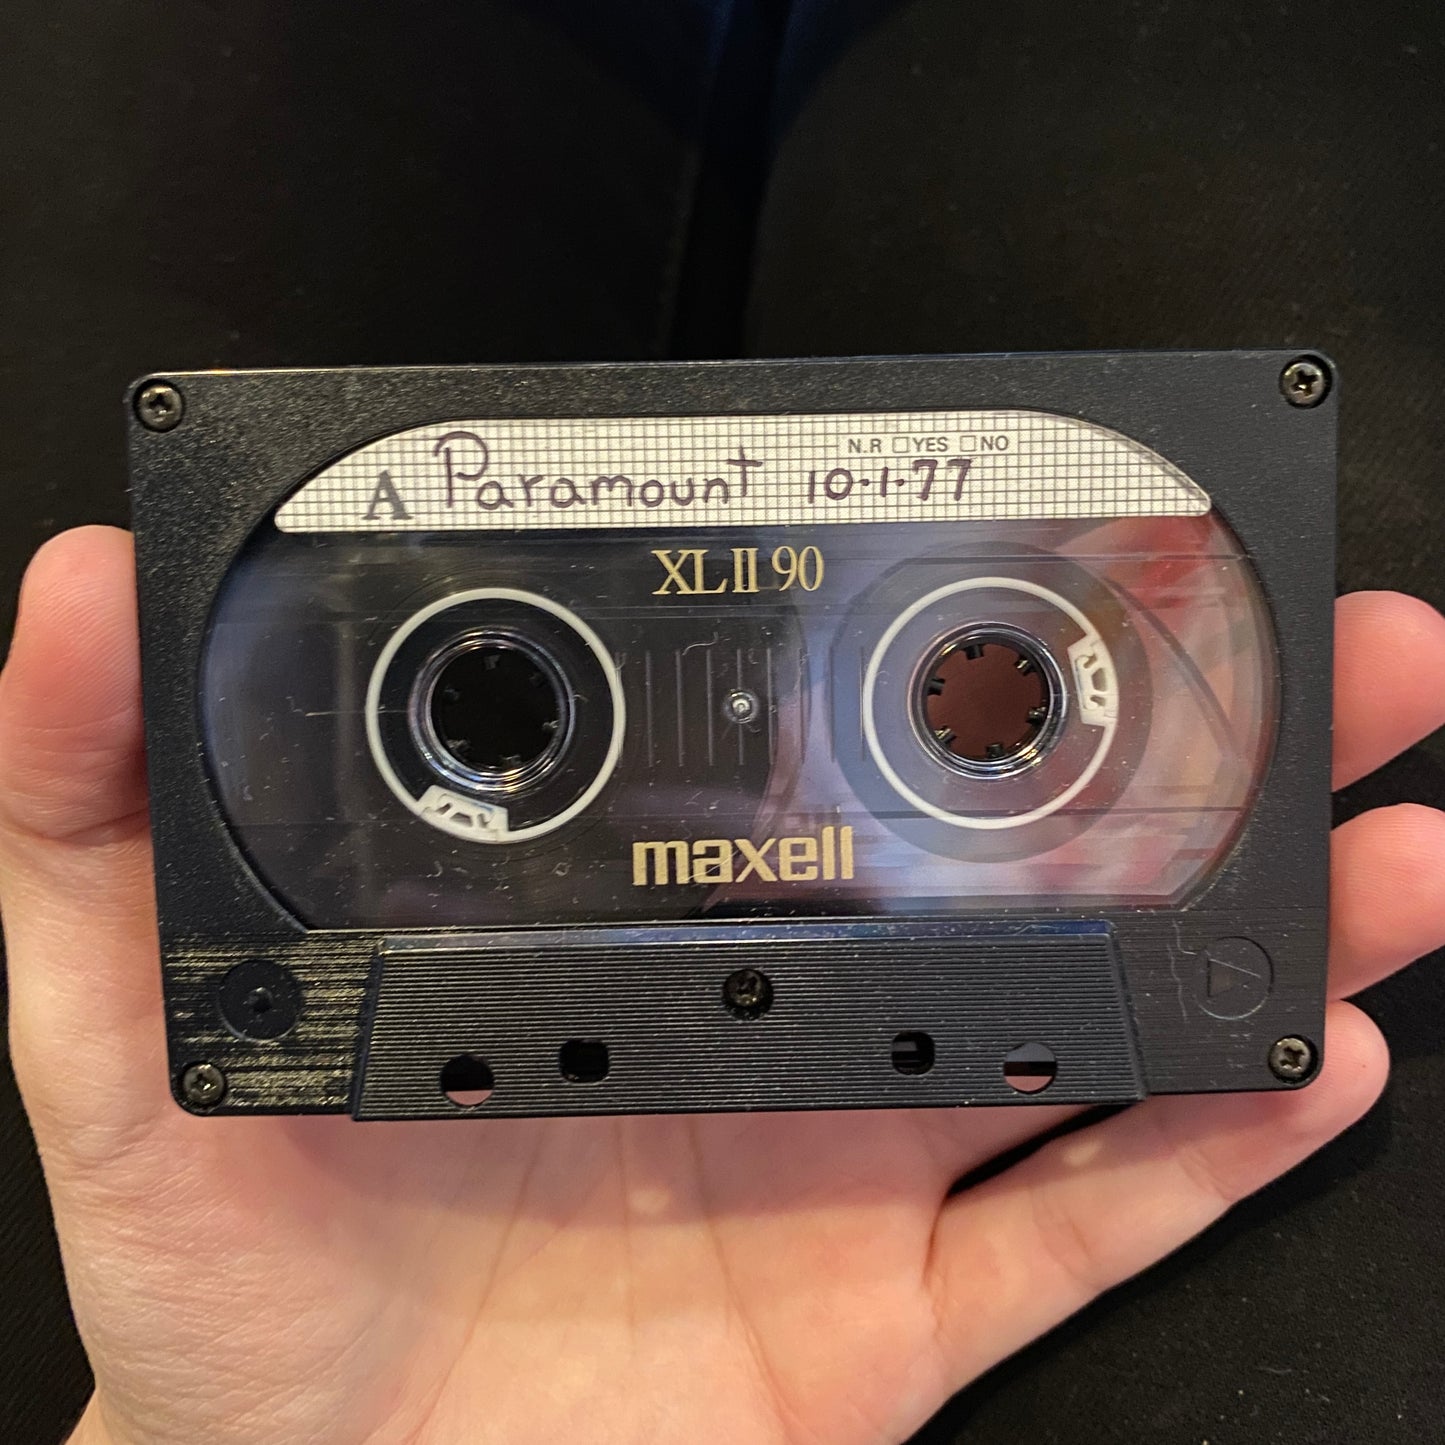 N.R □YES □NO
A Paramount 10·1·77
XLII 90
maxell